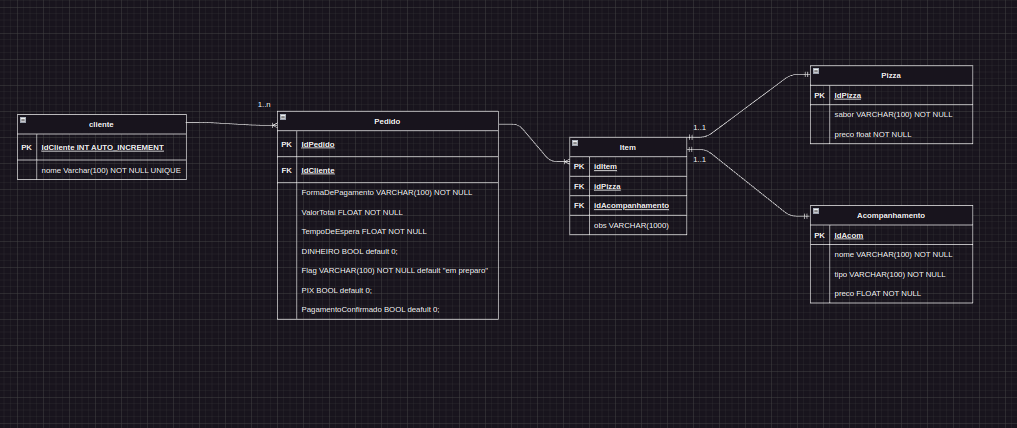 cliente
PK IdCliente INT AUTO_INCREMENT
nome Varchar(100) NOT NULL UNIQUE
1..n
Pedido
PK IdPedido
FK IdCliente
FormaDePagamento VARCHAR(100) NOT NULL
ValorTotal FLOAT NOT NULL
TempoDeEspera FLOAT NOT NULL
DINHEIRO BOOL default 0;
Flag VARCHAR(100) NOT NULL default "em preparo"
PIX BOOL default 0;
PagamentoConfirmado BOOL deafult 0;
Item
PK IdItem
FK IdPizza
FK IdAcompanhamento
obs VARCHAR(1000)
1..1
1..1
Pizza
PK IdPizza
sabor VARCHAR(100) NOT NULL
preco float NOT NULL
Acompanhamento
PK IdAcom
nome VARCHAR(100) NOT NULL
tipo VARCHAR(100) NOT NULL
preco FLOAT NOT NULL